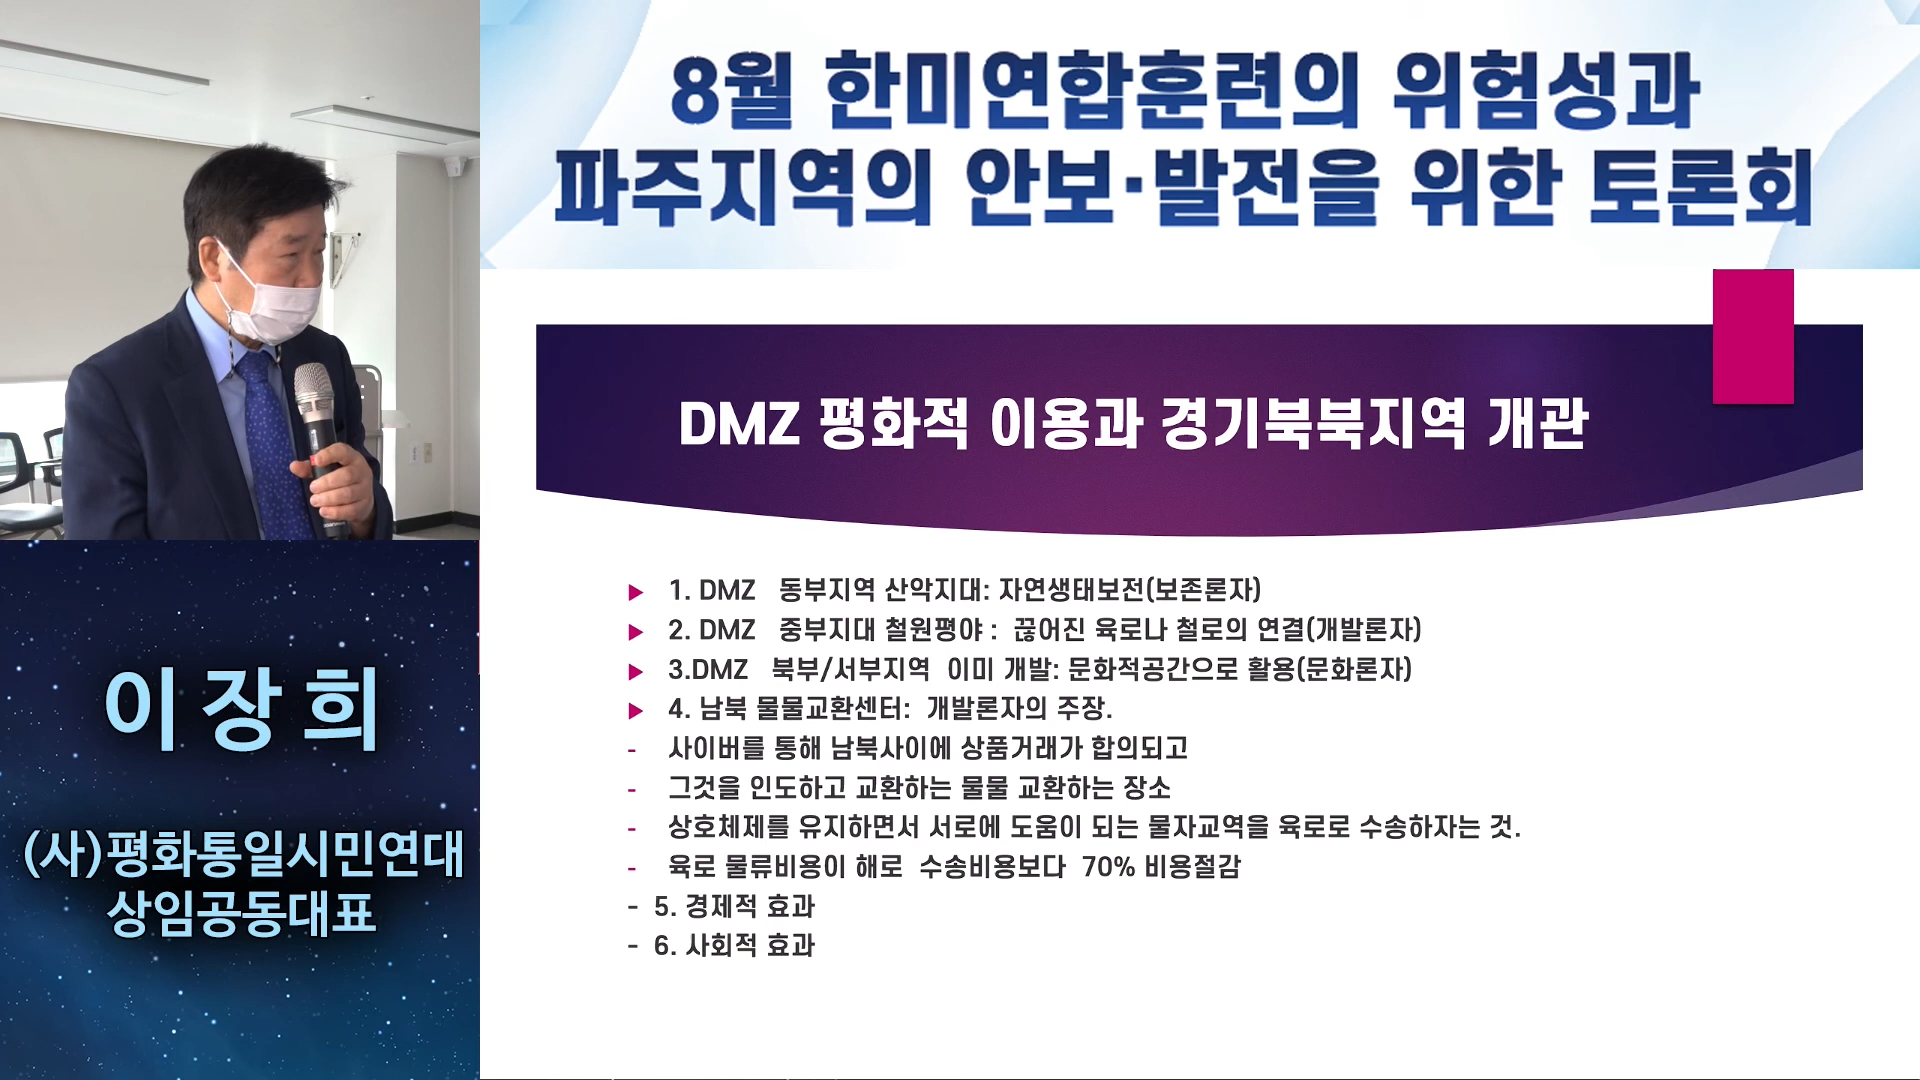 8월 한미연합훈련의 위험성과
파주지역의 안보·발전을 위한 토론회
DMZ 평화적 이용과 경기북북지역 개관
1. DMZ 동부지역 산악지대: 자연생태보전(보존론자)
2. DMZ 중부지대 철원평야 : 끊어진 육로나 철로의 연결(개발론자)
3.DMZ 북부/서부지역 이미 개발: 문화적공간으로 활용(문화론자)
4. 남북 물물교환센터: 개발론자의 주장.
- 사이버를 통해 남북사이에 상품거래가 합의되고
- 그것을 인도하고 교환하는 물물 교환하는 장소
- 상호체제를 유지하면서 서로에 도움이 되는 물자교역을 육로로 수송하자는 것.
- 육로 물류비용이 해로 수송비용보다 70% 비용절감
- 5. 경제적 효과
- 6. 사회적 효과
이장희
(사)평화통일시민연대
상임공동대표